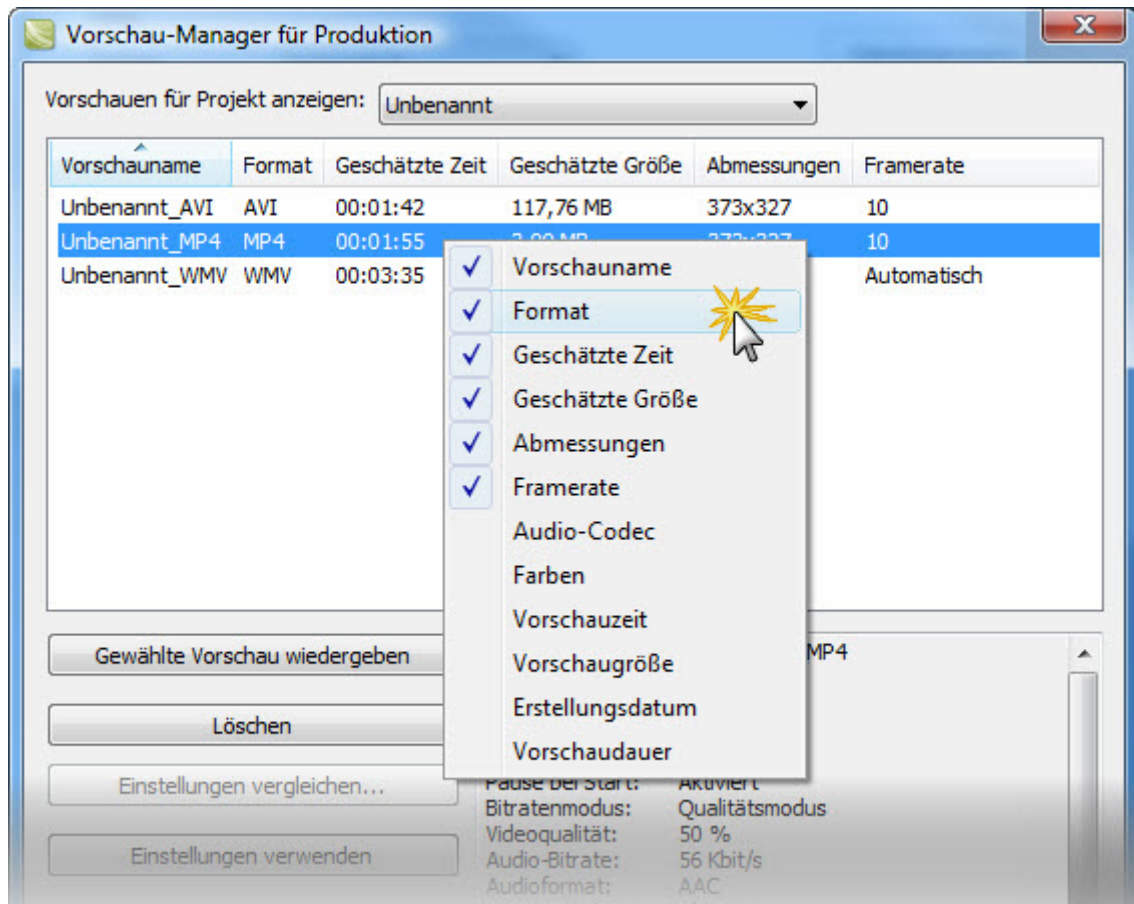 Vorschau-Manager für Produktion
Vorschauen für Projekt anzeigen: Unbenannt
Vorschauname Format Geschätzte Zeit Geschätzte Größe Abmessungen Framerate
Unbenannt_AVI AVI 00:01:42 117,76 MB 373x327 10
Unbenannt_MP4 MP4 00:01:55 10
Unbenannt_WMV WMV 00:03:35 Automatisch
Vorschauname
Format
Geschätzte Zeit
Geschätzte Größe
Abmessungen
Framerate
Audio-Codec
Farben
Vorschauzeit
Vorschaugröße
Erstellungsdatum
Vorschaudauer
Gewählte Vorschau wiedergeben
MP4
Löschen
Einstellungen vergleichen...
Pause bei Start: Aktiviert
Bitratenmodus: Qualitätsmodus
Videoqualität: 50 %
Einstellungen verwenden
Audio-Bitrate: 56 Kbit/s
Audioformat: AAC